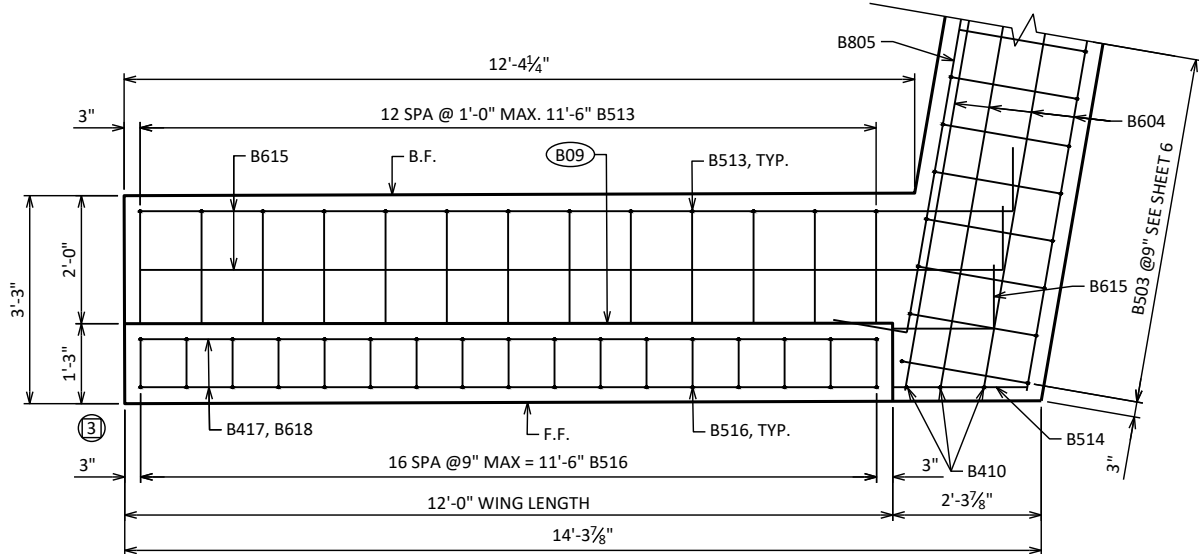 B805
12'-4¼"
3"
12 SPA @ 1'-0" MAX. 11'-6" B513
B604
B615
B.F.
B09
B513, TYP.
B503 @9" SEE SHEET 6
3'-3"
2'-0"
B615
1'-3"
3
B417, B618
F.F.
B516, TYP.
B514
3"
16 SPA @9" MAX = 11'-6" B516
3"
B410
3"
12'-0" WING LENGTH
2'-3⅞"
14'-3⅞"